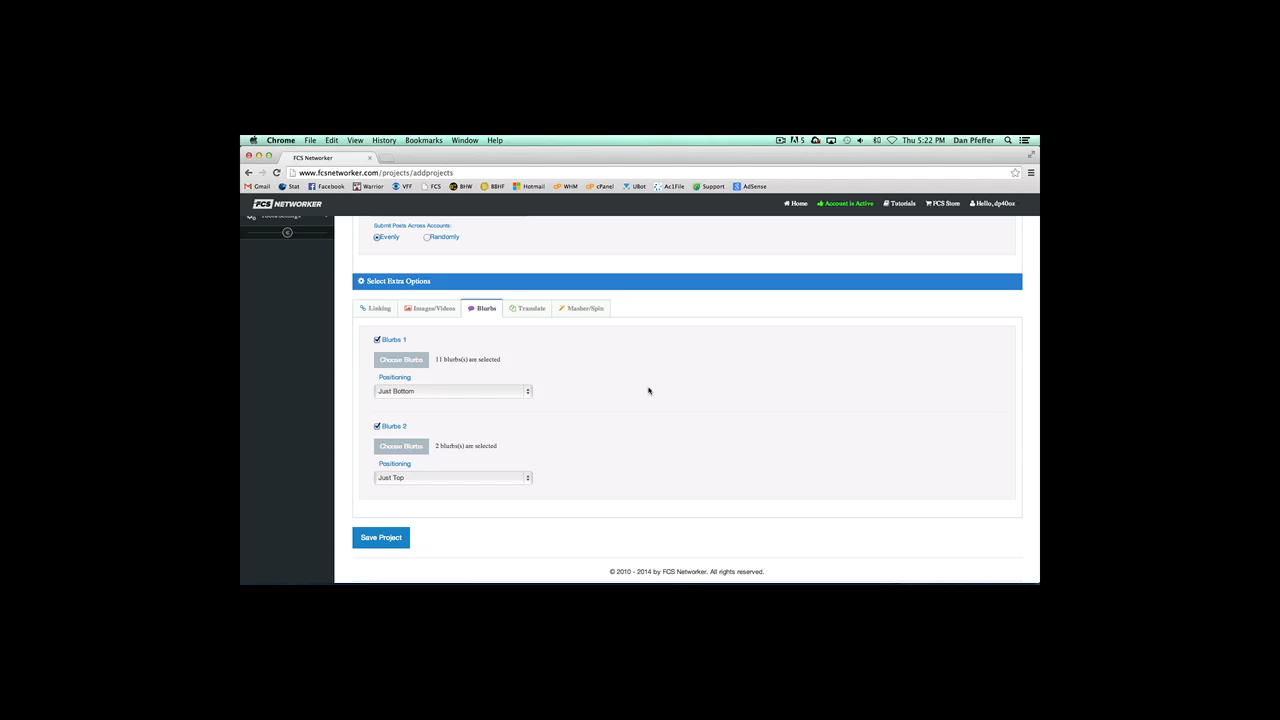 Chrome File Edit View History Bookmarks Window Help 5 Thu 5:22 PM Dan Pfeffer
FCS Networker
www.fcsnetworker.com/projects/addprojects
Gmail Stat Facebook Warrior VFF FCS BHW BBHF Hotmail WHM cPanel UBot Ac1File Support AdSense
FCS NETWORKER Home Account is Active Tutorials FCS Store Hello, dp40oz
Submit Posts Across Accounts:
Evenly Randomly
Select Extra Options
Linking Images/Videos Blurbs Translate Masher/Spin
Blurbs 1
Choose Blurbs 11 blurbs(s) are selected
Positioning
Just Bottom
Blurbs 2
Choose Blurbs 2 blurbs(s) are selected
Positioning
Just Top
Save Project
© 2010 - 2014 by FCS Networker. All rights reserved.